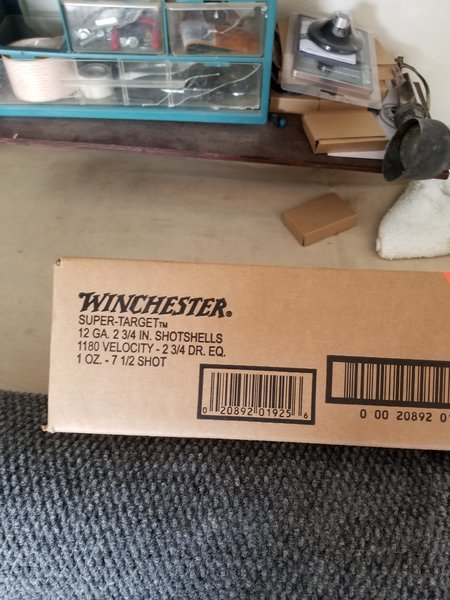 WINCHESTER®
SUPER-TARGET™
12 GA. 2 3/4 IN. SHOTSHELLS
1180 VELOCITY - 2 3/4 DR. EQ.
1 OZ. - 7 1/2 SHOT
0 20892 01925 6
0 00 20892 01